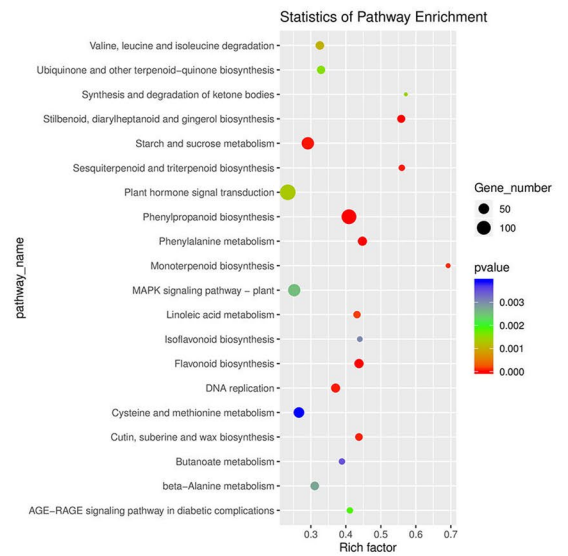 Statistics of Pathway Enrichment
pathway_name
Valine, leucine and isoleucine degradation
Ubiquinone and other terpenoid−quinone biosynthesis
Synthesis and degradation of ketone bodies
Stilbenoid, diarylheptanoid and gingerol biosynthesis
Starch and sucrose metabolism
Sesquiterpenoid and triterpenoid biosynthesis
Plant hormone signal transduction
Phenylpropanoid biosynthesis
Phenylalanine metabolism
Monoterpenoid biosynthesis
MAPK signaling pathway − plant
Linoleic acid metabolism
Isoflavonoid biosynthesis
Flavonoid biosynthesis
DNA replication
Cysteine and methionine metabolism
Cutin, suberine and wax biosynthesis
Butanoate metabolism
beta−Alanine metabolism
AGE−RAGE signaling pathway in diabetic complications
0.3 0.4 0.5 0.6 0.7
Rich factor
Gene_number
50
100
pvalue
0.003
0.002
0.001
0.000